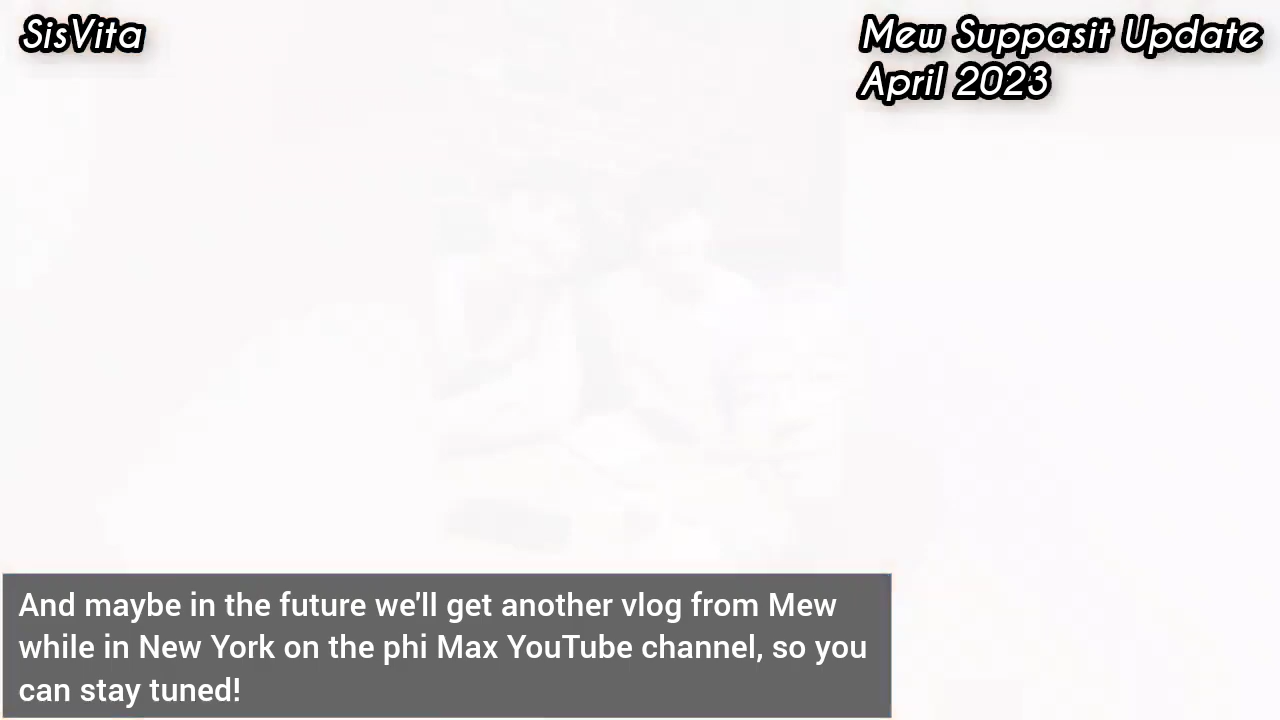 SisVita
Mew Suppasit Update
April 2023
And maybe in the future we'll get another vlog from Mew
while in New York on the phi Max YouTube channel, so you
can stay tuned!